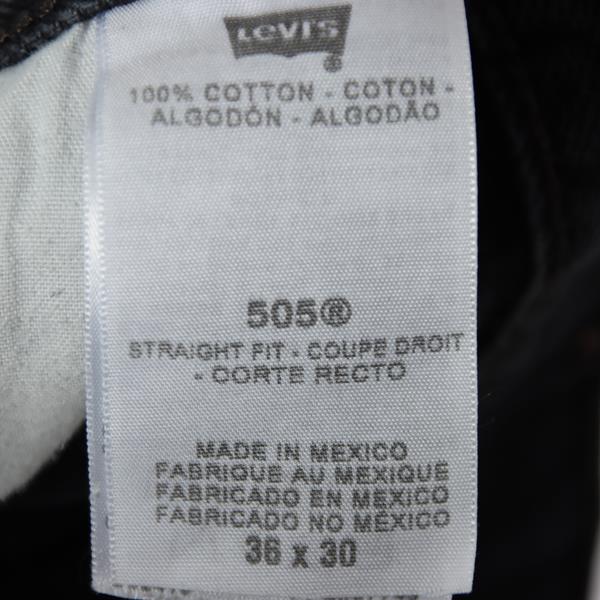 Levi's
®
100% COTTON - COTON -
ALGODÓN - ALGODÃO
505®
STRAIGHT FIT - COUPE DROIT
- CORTE RECTO
MADE IN MEXICO
FABRIQUE AU MEXIQUE
FABRICADO EN MEXICO
FABRICADO NO MÉXICO
36 x 30